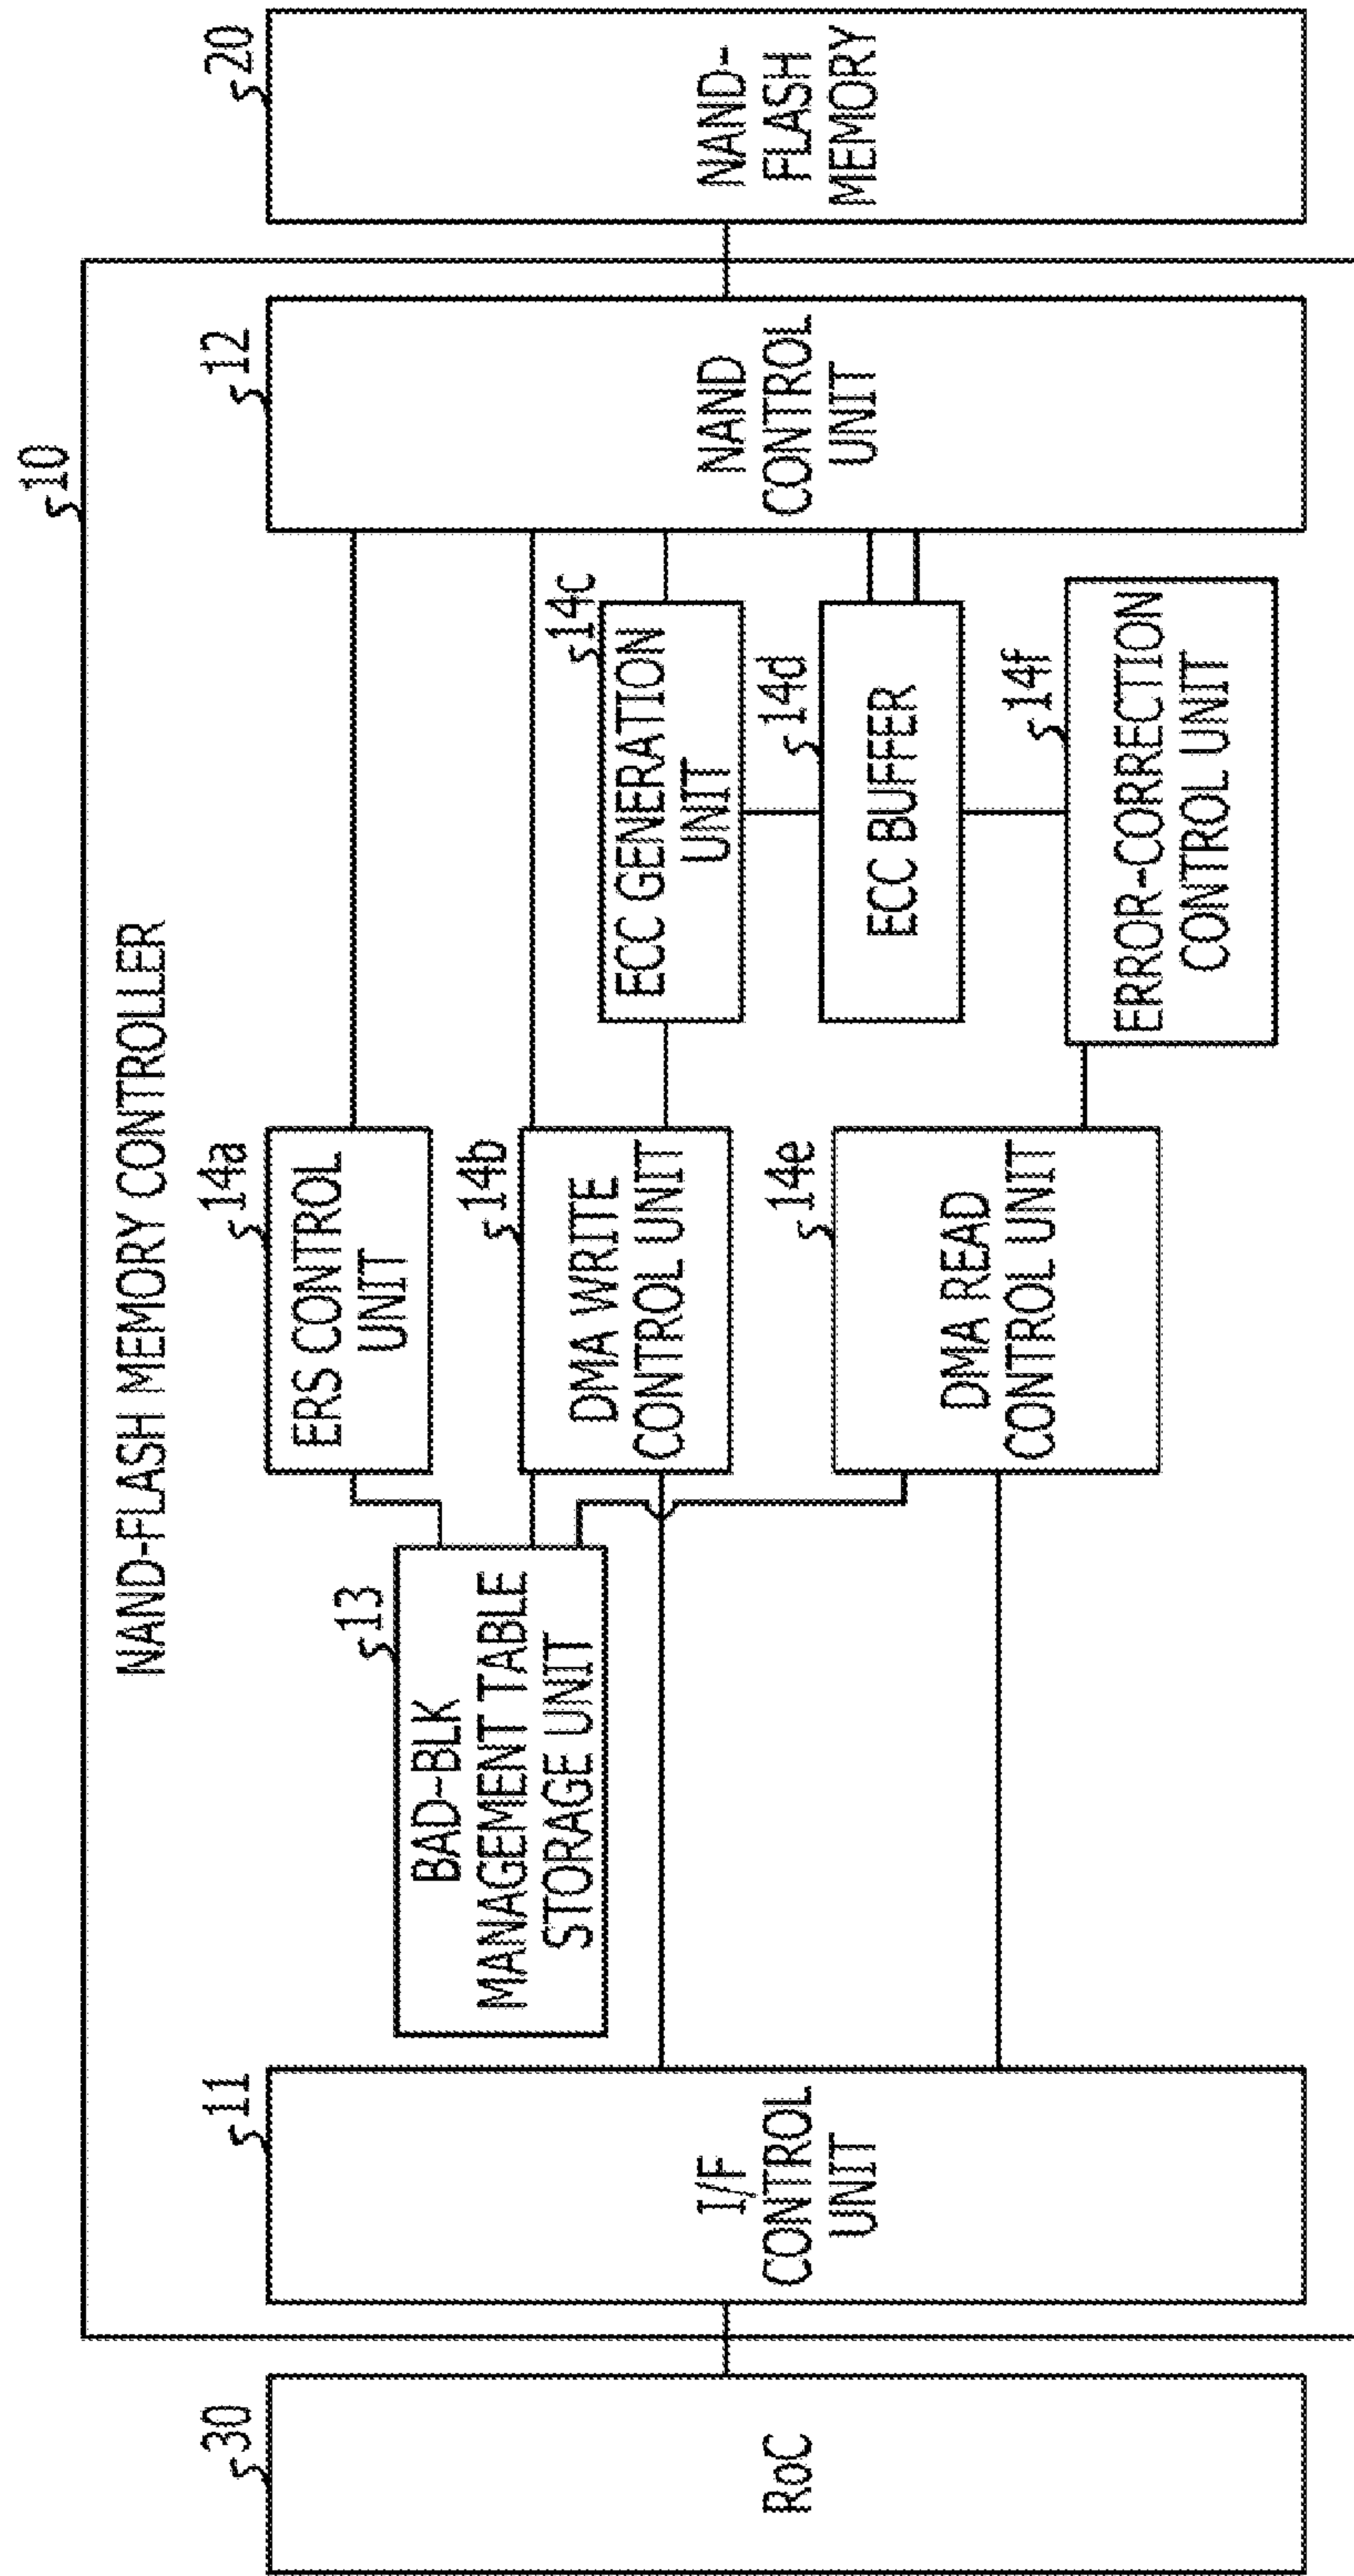 10
NAND-FLASH MEMORY CONTROLLER
30
RoC
11
I/F
CONTROL
UNIT
13
BAD-BLK
MANAGEMENT TABLE
STORAGE UNIT
14a
ERS CONTROL
UNIT
14b
DMA WRITE
CONTROL UNIT
14e
DMA READ
CONTROL UNIT
14c
ECC GENERATION
UNIT
14d
ECC BUFFER
14f
ERROR-CORRECTION
CONTROL UNIT
12
NAND
CONTROL
UNIT
20
NAND-
FLASH
MEMORY